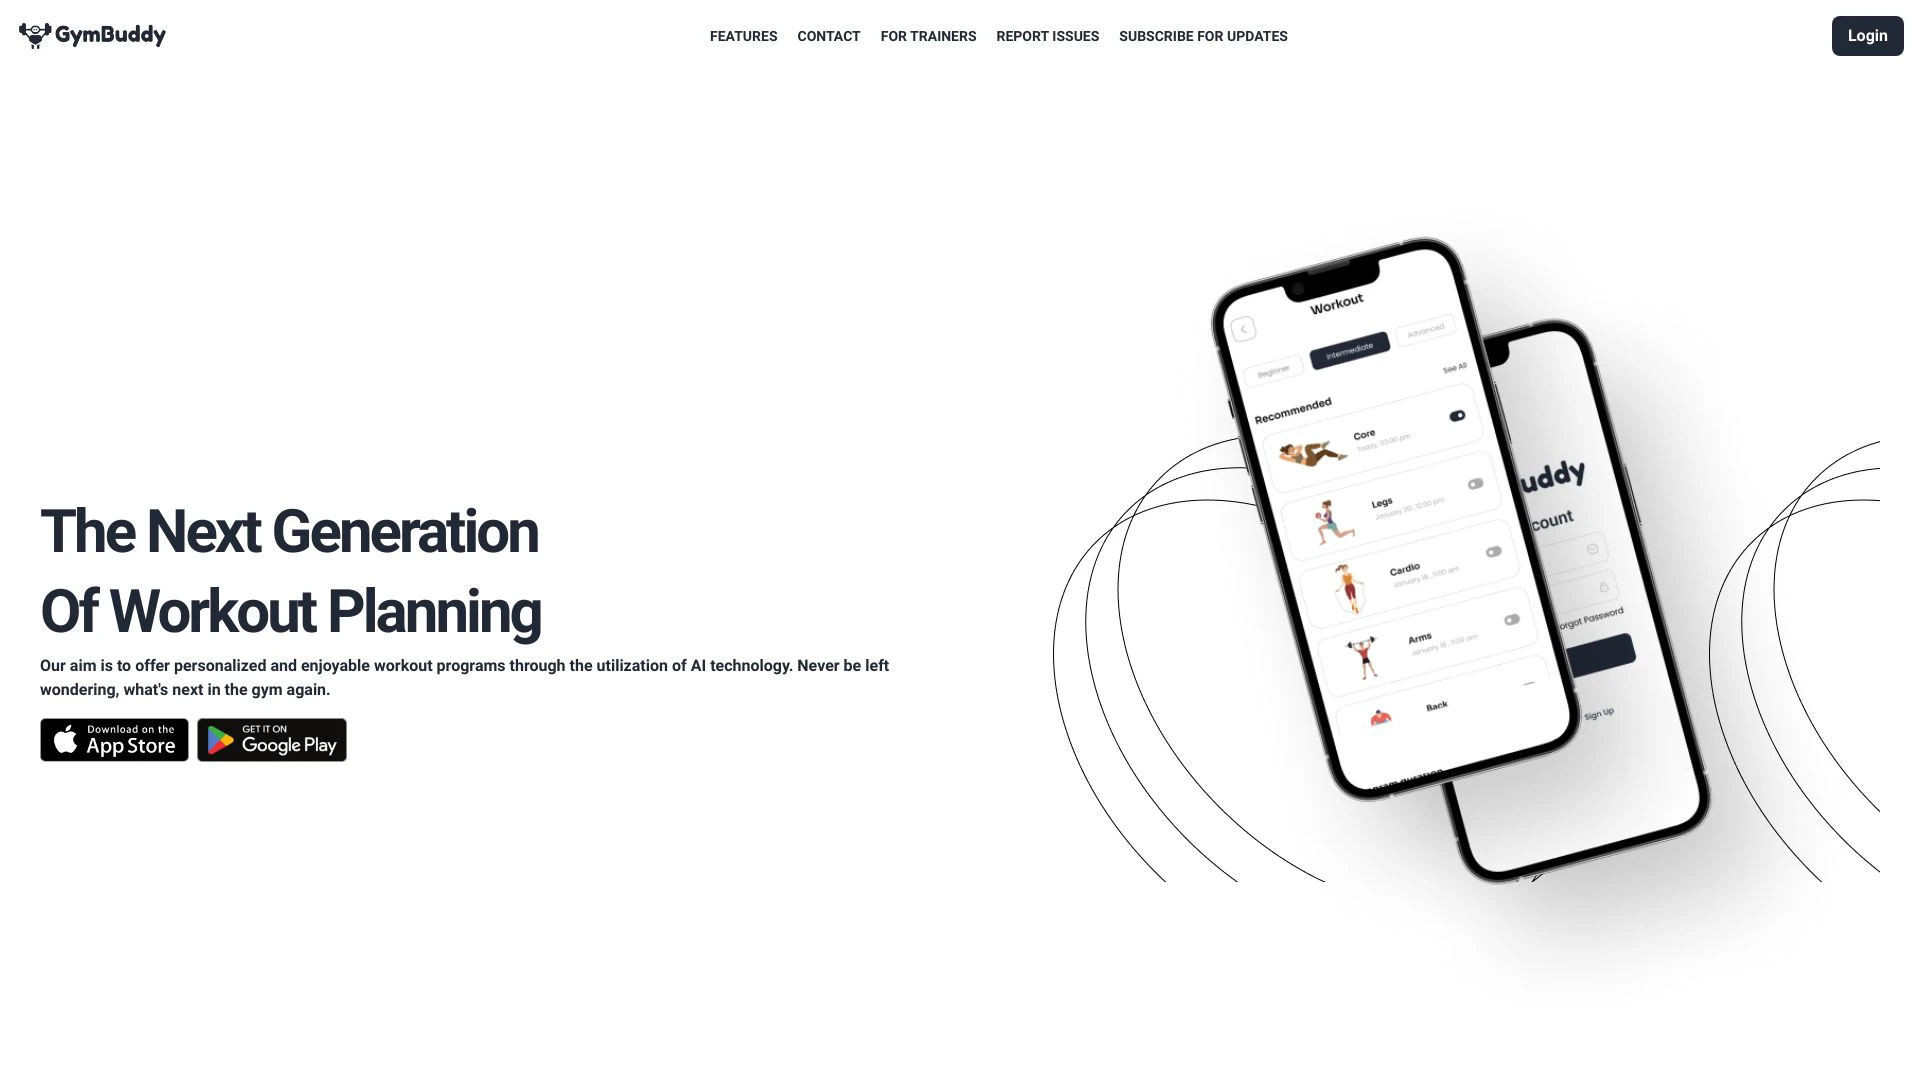 GymBuddy
FEATURES
CONTACT
FOR TRAINERS
REPORT ISSUES
SUBSCRIBE FOR UPDATES
Login
The Next Generation
Of Workout Planning
Our aim is to offer personalized and enjoyable workout programs through the utilization of AI technology. Never be left
wondering, what's next in the gym again.
Download on the
App Store
GET IT ON
Google Play
Workout
Beginner
Intermediate
Advanced
See All
Recommended
Core
Today, 03:00 pm
Legs
January 20, 12:00 pm
Cardio
January 18, 11:00 am
Arms
January 18, 11:00 am
Back
uddy
count
orgot Password
Sign Up